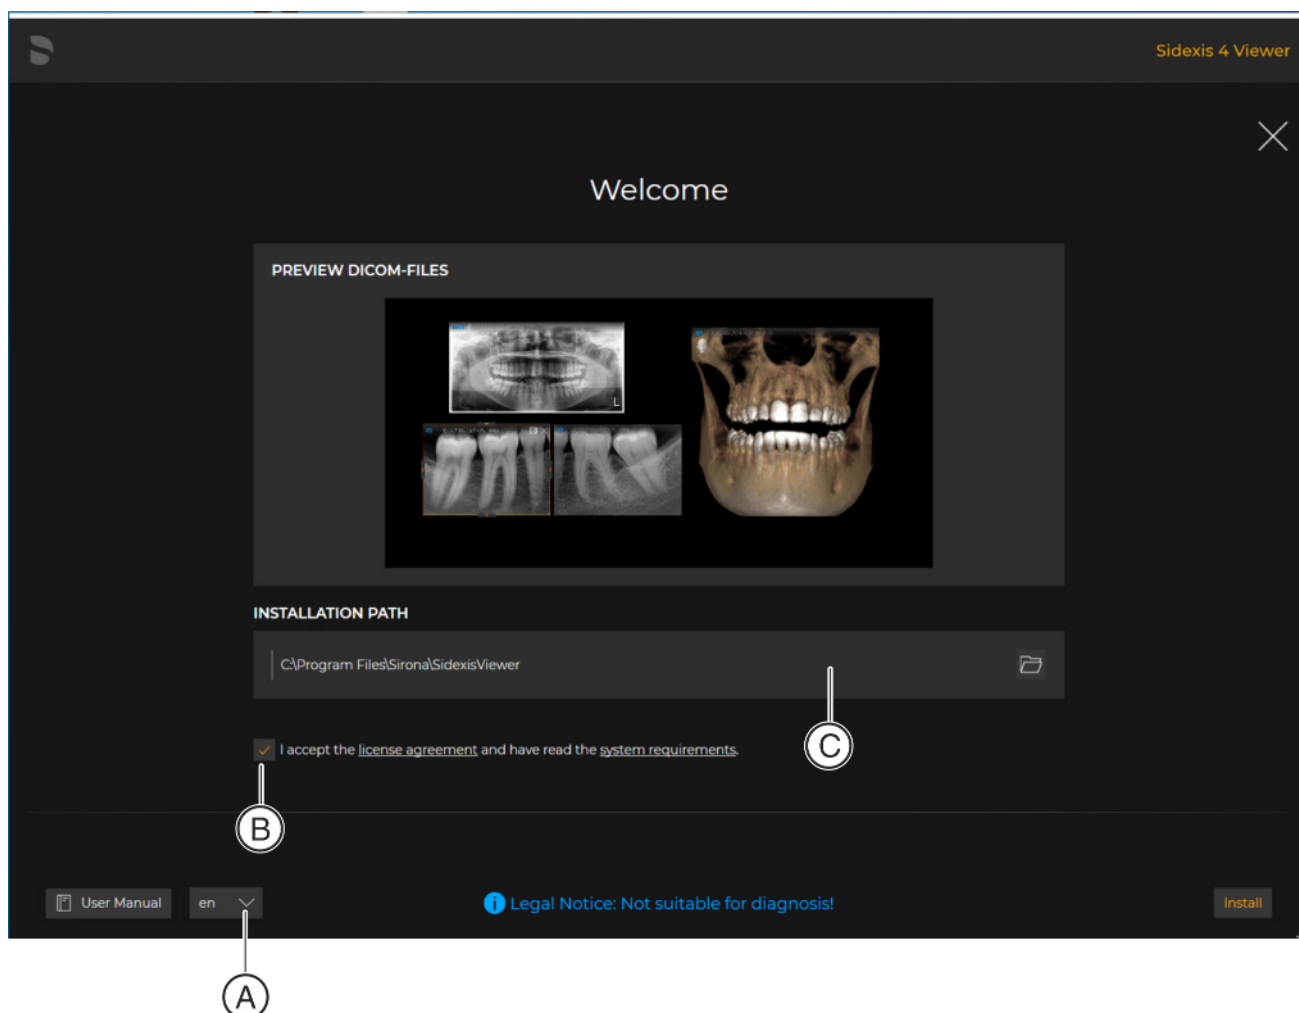 Sidexis 4 Viewer
Welcome
PREVIEW DICOM-FILES
L
INSTALLATION PATH
C:\Program Files\Sirona\SidexisViewer
C
I accept the license agreement and have read the system requirements.
B
User Manual
en
Legal Notice: Not suitable for diagnosis!
Install
A